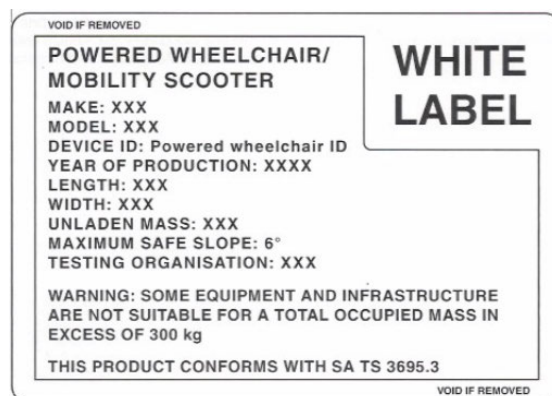 VOID IF REMOVED
POWERED WHEELCHAIR/
MOBILITY SCOOTER
WHITE
LABEL
MAKE: XXX
MODEL: XXX
DEVICE ID: Powered wheelchair ID
YEAR OF PRODUCTION: XXXX
LENGTH: XXX
WIDTH: XXX
UNLADEN MASS: XXX
MAXIMUM SAFE SLOPE: 6°
TESTING ORGANISATION: XXX
WARNING: SOME EQUIPMENT AND INFRASTRUCTURE
ARE NOT SUITABLE FOR A TOTAL OCCUPIED MASS IN
EXCESS OF 300 kg
THIS PRODUCT CONFORMS WITH SA TS 3695.3
VOID IF REMOVED